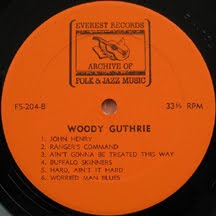 EVEREST RECORDS
ARCHIVE OF
FOLK & JAZZ MUSIC
FS-204-B
33⅓ RPM
WOODY GUTHRIE
1. JOHN HENRY
2. RANGER'S COMMAND
3. AIN'T GONNA BE TREATED THIS WAY
4. BUFFALO SKINNERS
5. HARD, AIN'T IT HARD
6. WORRIED MAN BLUES